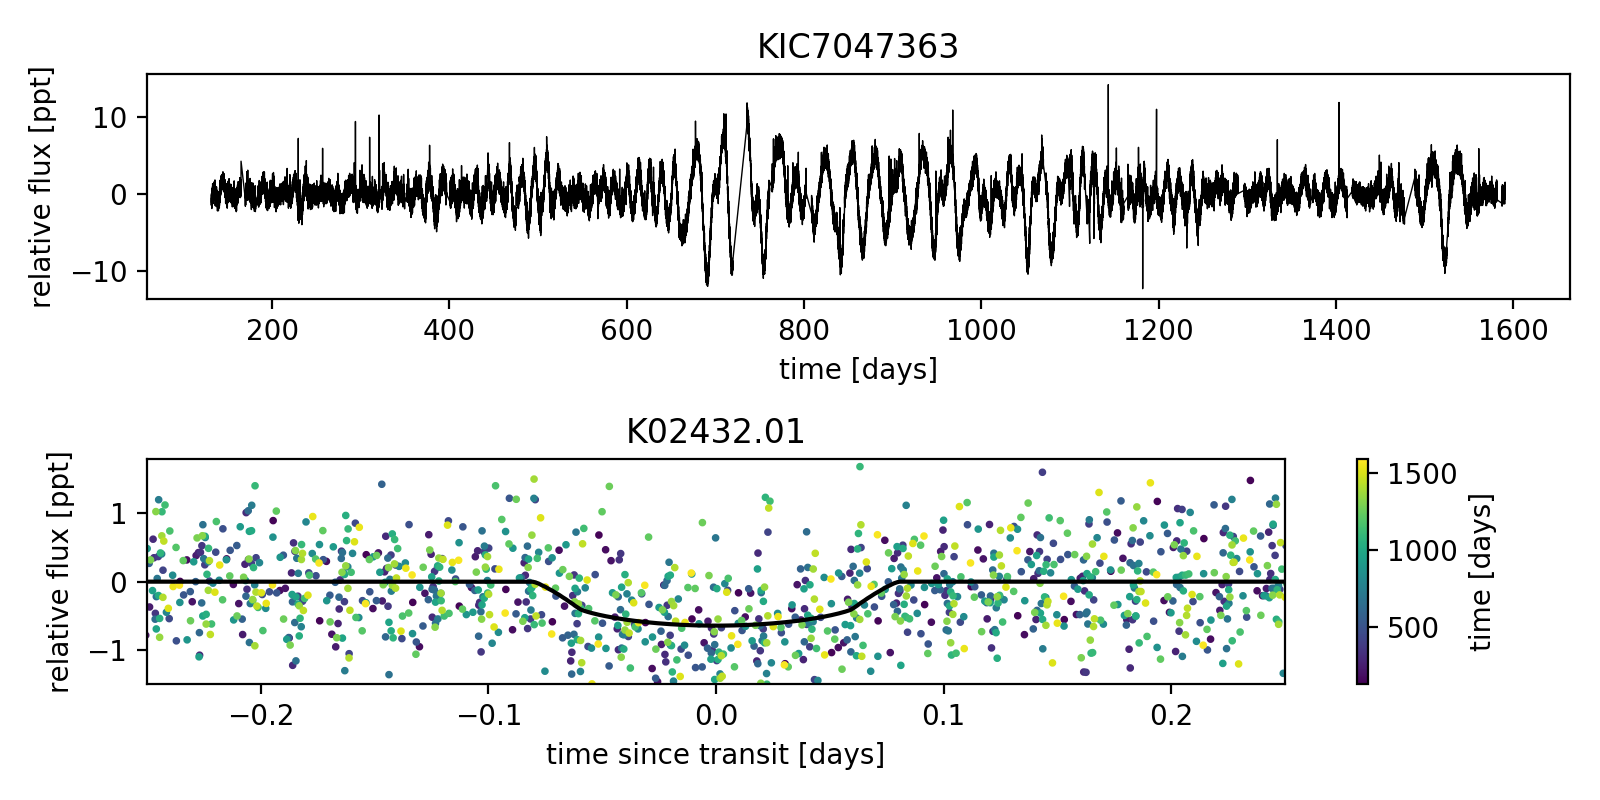 KIC7047363
relative flux [ppt]
10
0
−10
200 400 600 800 1000 1200 1400 1600
time [days]
K02432.01
relative flux [ppt]
1
0
−1
−0.2 −0.1 0.0 0.1 0.2
time since transit [days]
1500
1000
500
time [days]